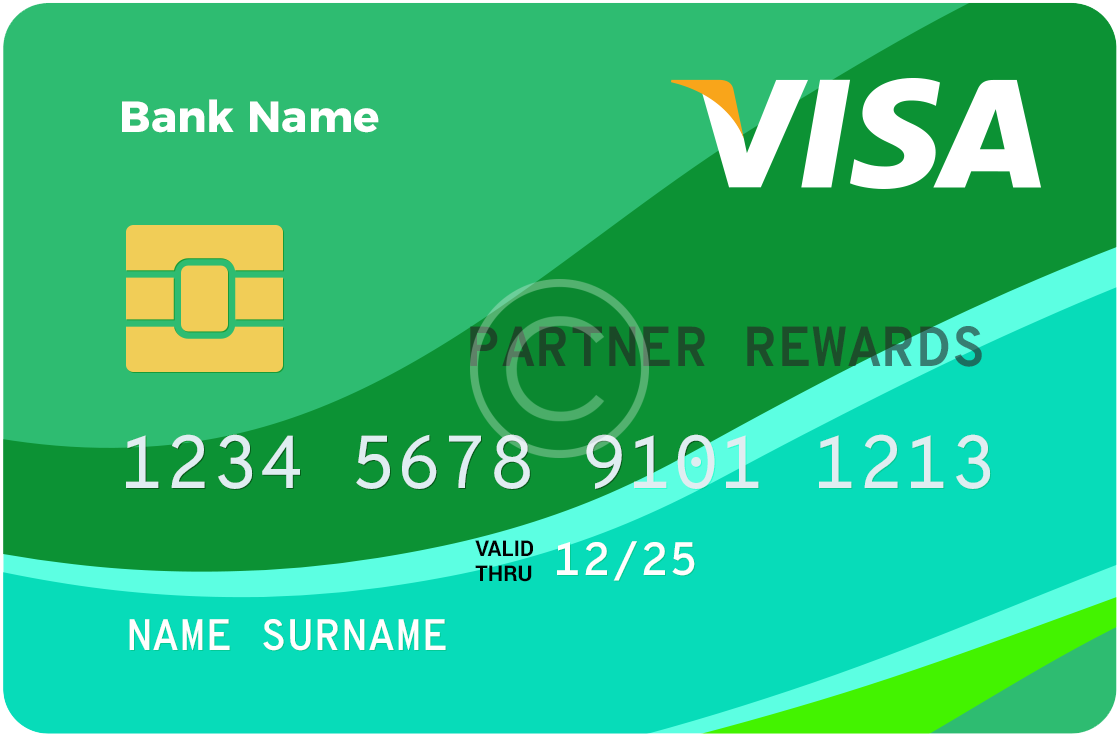 Bank Name
VISA
PARTNER REWARDS
©
1234 5678 9101 1213
VALID
THRU
12/25
NAME SURNAME